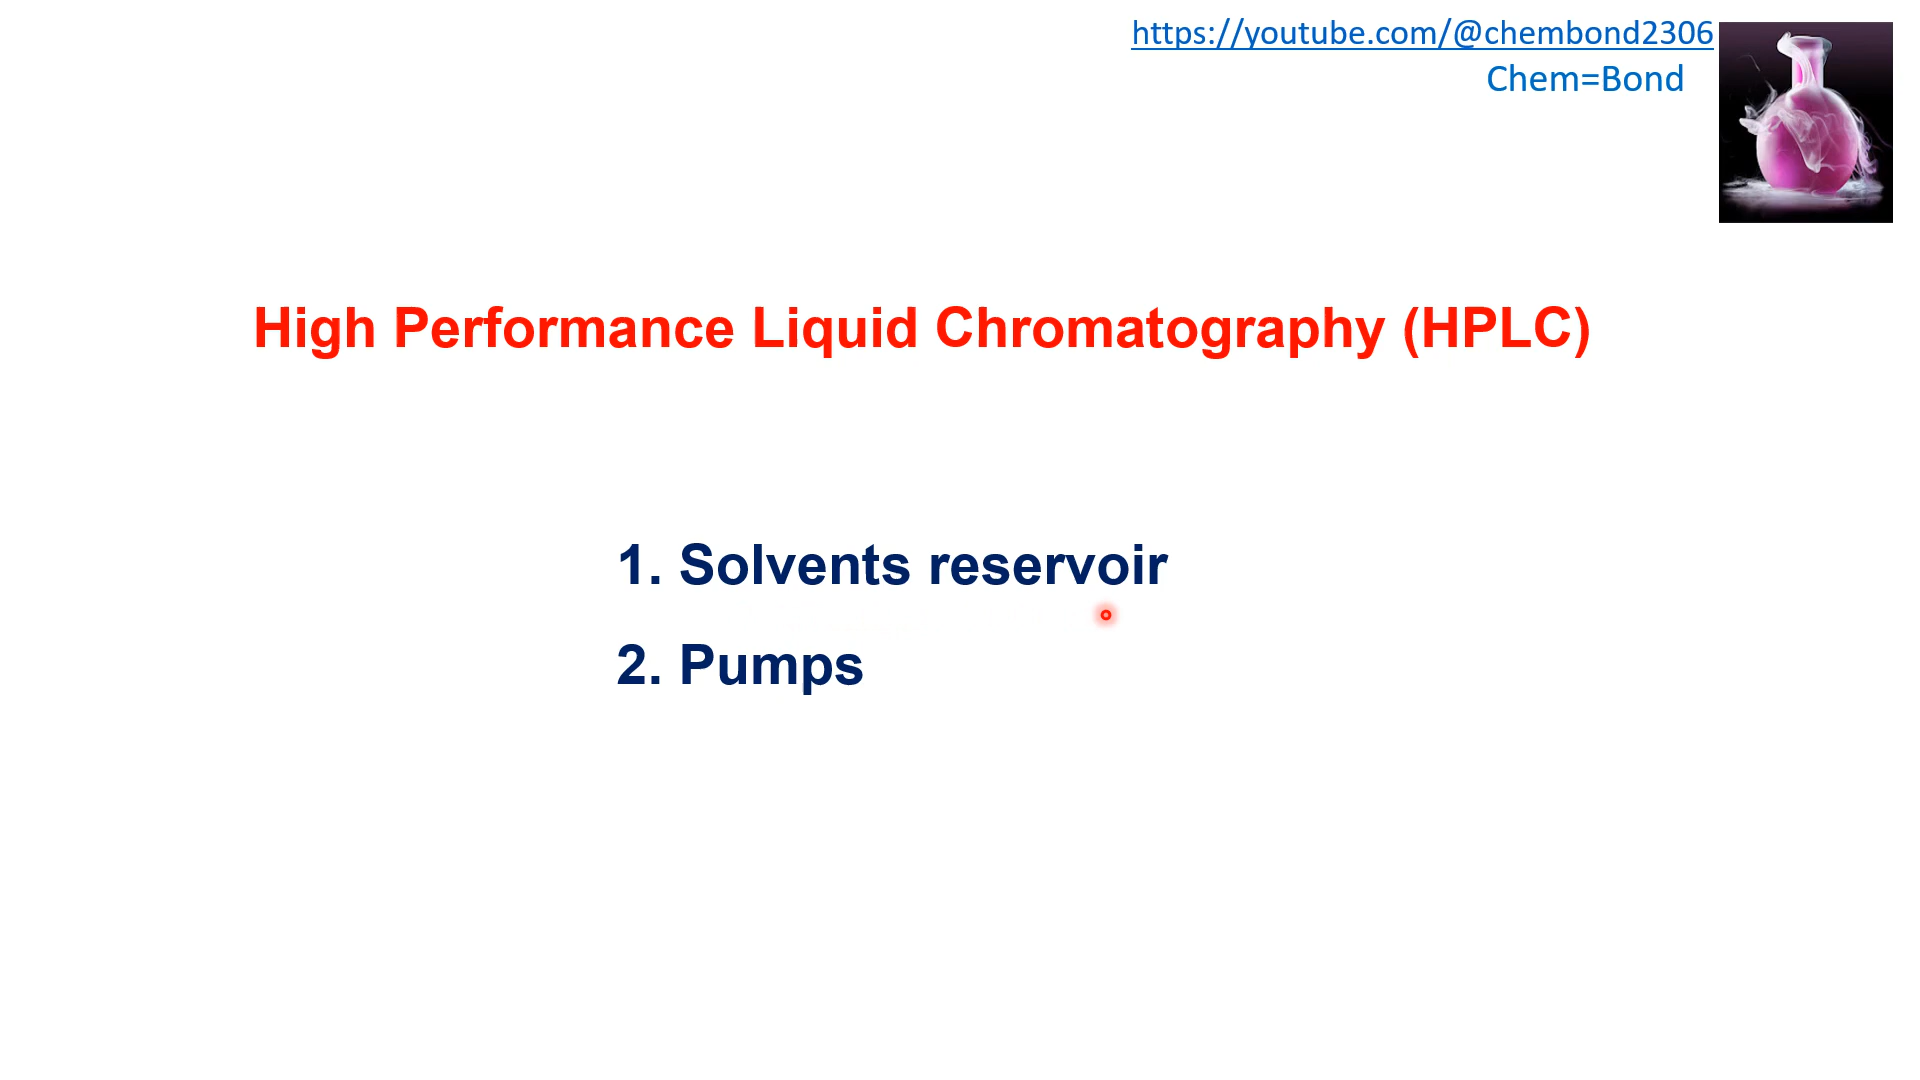 https://youtube.com/@chembond2306
Chem=Bond
High Performance Liquid Chromatography (HPLC)
1. Solvents reservoir
2. Pumps